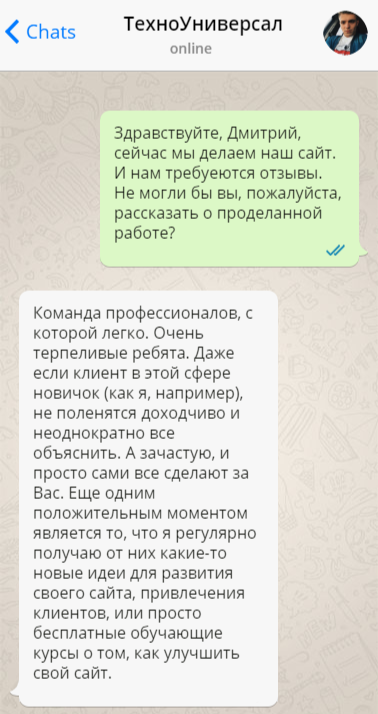 Chats
ТехноУниверсал
online
Здравствуйте, Дмитрий,
сейчас мы делаем наш сайт.
И нам требуеются отзывы.
Не могли бы вы, пожалуйста,
рассказать о проделанной
работе?
Команда профессионалов, с
которой легко. Очень
терпеливые ребята. Даже
если клиент в этой сфере
новичок (как я, например),
не поленятся доходчиво и
неоднократно все
объяснить. А зачастую, и
просто сами все сделают за
Вас. Еще одним
положительным моментом
является то, что я регулярно
получаю от них какие-то
новые идеи для развития
своего сайта, привлечения
клиентов, или просто
бесплатные обучающие
курсы о том, как улучшить
свой сайт.